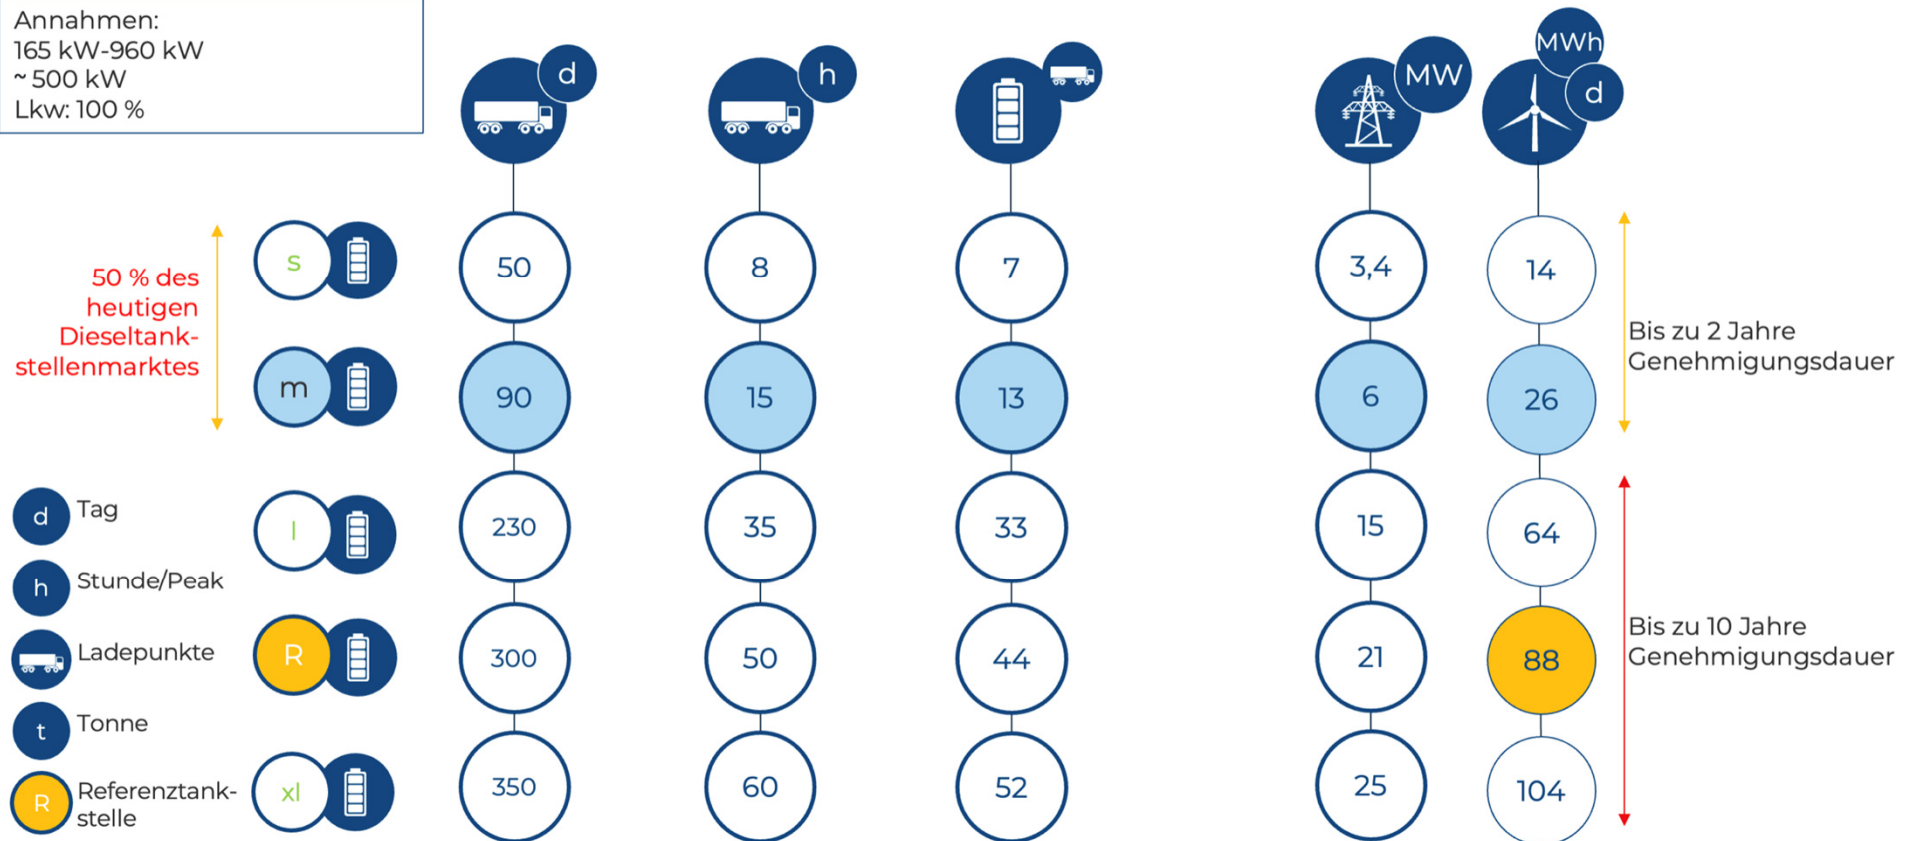 Annahmen:
165 kW-960 kW
~ 500 kW
Lkw: 100 %
d
h
MW
MWh
d
50 % des
heutigen
Dieseltank-
stellenmarktes
s
50
8
7
3,4
14
m
90
15
13
6
26
Bis zu 2 Jahre
Genehmigungsdauer
l
230
35
33
15
64
R
300
50
44
21
88
Bis zu 10 Jahre
Genehmigungsdauer
xl
350
60
52
25
104
d Tag
h Stunde/Peak
Ladepunkte
t Tonne
R Referenztank-
stelle